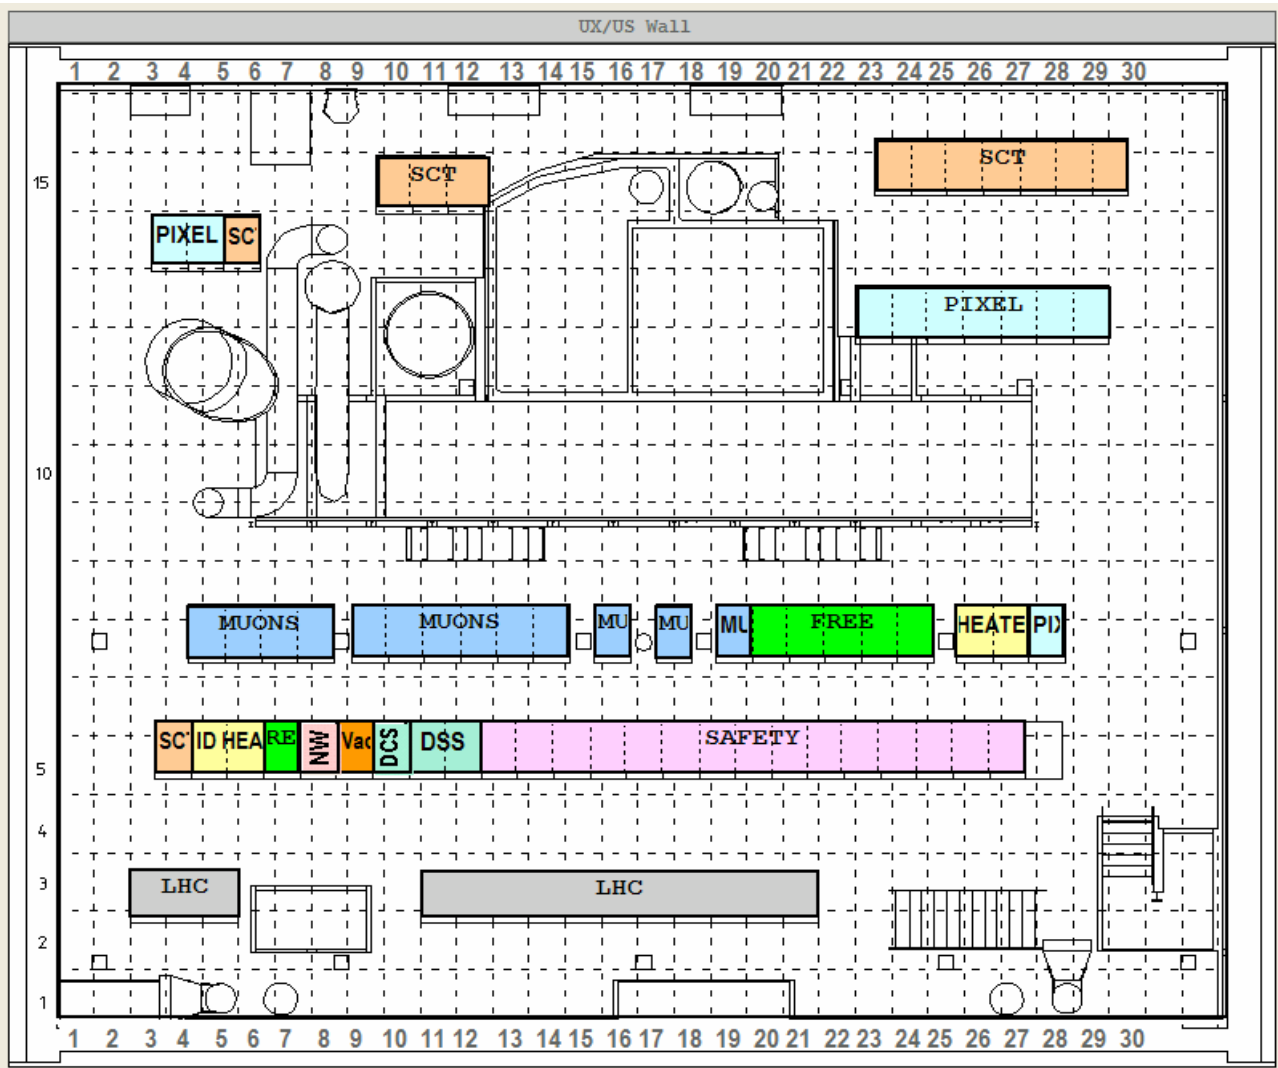 UX/US Wall
1 2 3 4 5 6 7 8 9 10 11 12 13 14 15 16 17 18 19 20 21 22 23 24 25 26 27 28 29 30
SCT
SCT
15
PIXEL SC
PIXEL
10
MUONS MUONS MU MU MU FREE HEATE PIX
SC ID HEA RE NW Vac DCS DSS SAFETY
5
4
3
LHC LHC
2
1
1 2 3 4 5 6 7 8 9 10 11 12 13 14 15 16 17 18 19 20 21 22 23 24 25 26 27 28 29 30